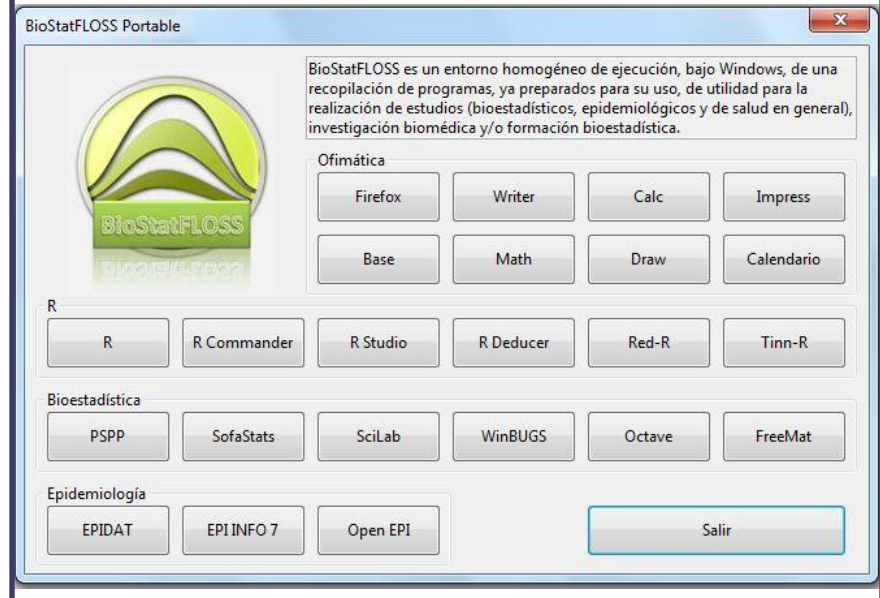 BioStatFLOSS Portable
BioStatFLOSS es un entorno homogéneo de ejecución, bajo Windows, de una
recopilación de programas, ya preparados para su uso, de utilidad para la
realización de estudios (bioestadísticos, epidemiológicos y de salud en general),
investigación biomédica y/o formación bioestadística.
BioStatFLOSS
Ofimática
Firefox Writer Calc Impress
Base Math Draw Calendario
R
R R Commander R Studio R Deducer Red-R Tinn-R
Bioestadística
PSPP SofaStats SciLab WinBUGS Octave FreeMat
Epidemiología
EPIDAT EPI INFO 7 Open EPI Salir